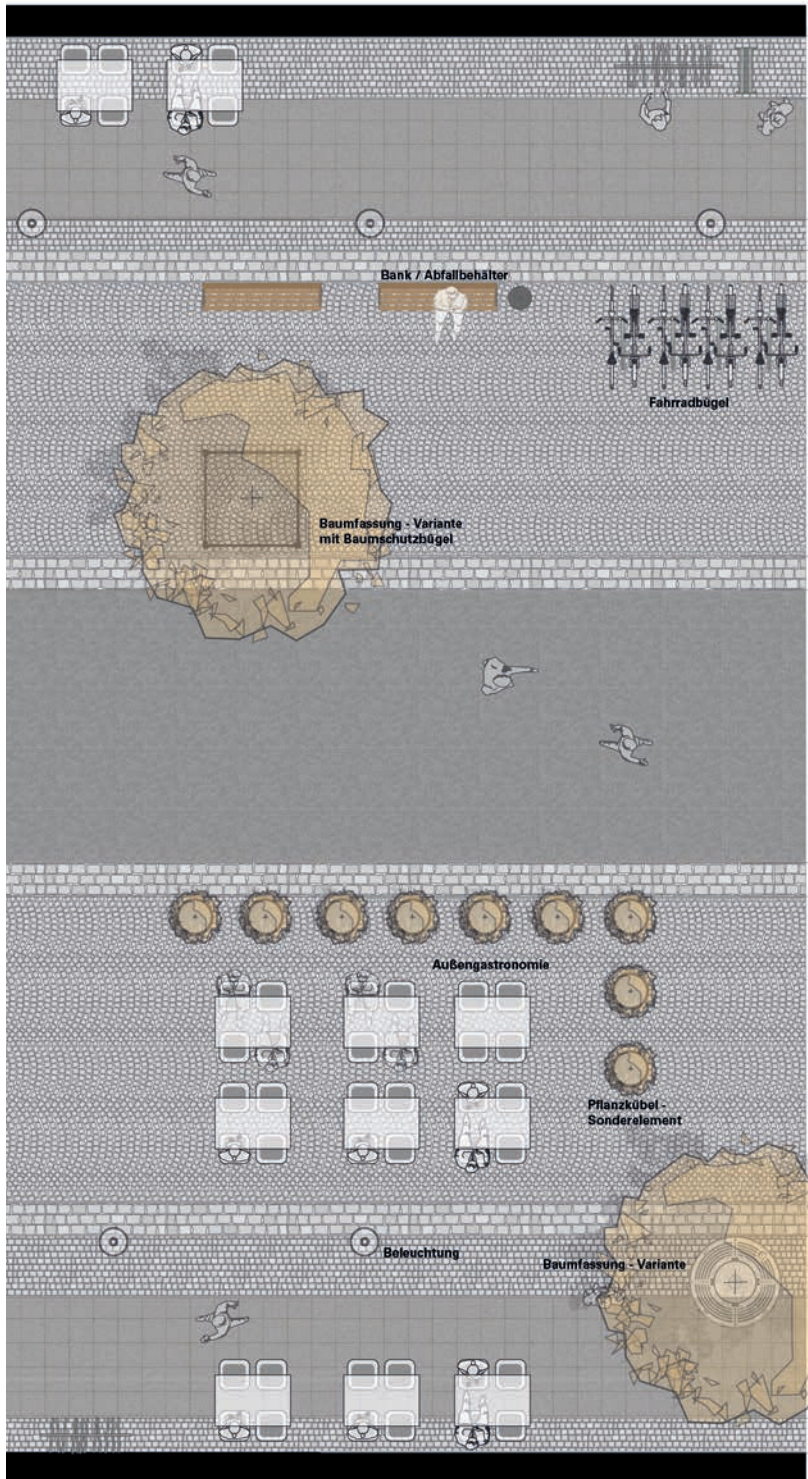 Bank / Abfallbehälter
Fahrradbügel
Baumfassung - Variante
mit Baumschutzbügel
Außengastronomie
Pflanzkübel -
Sonderelement
Beleuchtung
Baumfassung - Variante